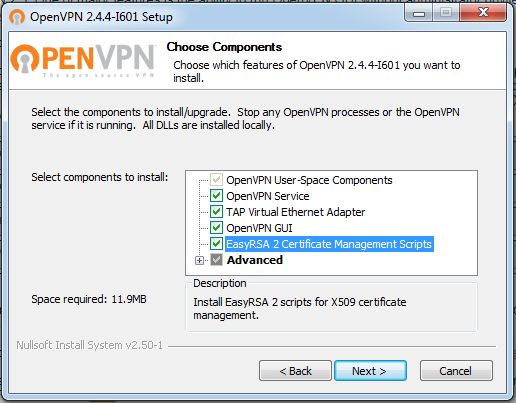 OpenVPN 2.4.4-I601 Setup
OPENVPN
The open source VPN
Choose Components
Choose which features of OpenVPN 2.4.4-I601 you want to
install.
Select the components to install/upgrade. Stop any OpenVPN processes or the OpenVPN
service if it is running. All DLLs are installed locally.
Select components to install:
OpenVPN User-Space Components
OpenVPN Service
TAP Virtual Ethernet Adapter
OpenVPN GUI
EasyRSA 2 Certificate Management Scripts
Advanced
Space required: 11.9MB
Description
Install EasyRSA 2 scripts for X509 certificate
management.
Nullsoft Install System v2.50-1
< Back
Next >
Cancel